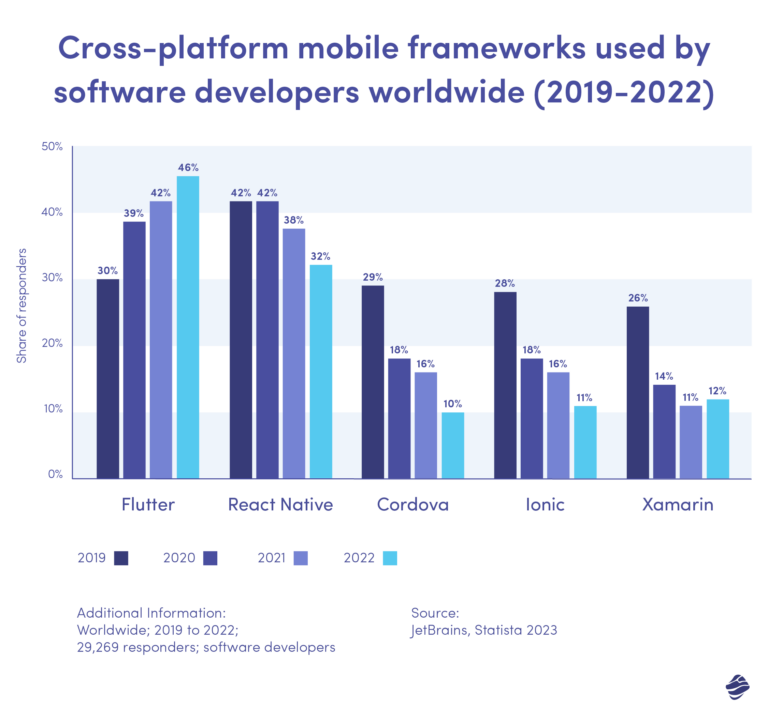 Cross-platform mobile frameworks used by
software developers worldwide (2019-2022)
50%
40%
30%
20%
10%
0%
Share of responders
30%
39%
42%
46%
42%
42%
38%
32%
29%
18%
16%
10%
28%
18%
16%
11%
26%
14%
11%
12%
Flutter
React Native
Cordova
Ionic
Xamarin
2019
2020
2021
2022
Additional Information:
Worldwide; 2019 to 2022;
29,269 responders; software developers
Source:
JetBrains, Statista 2023